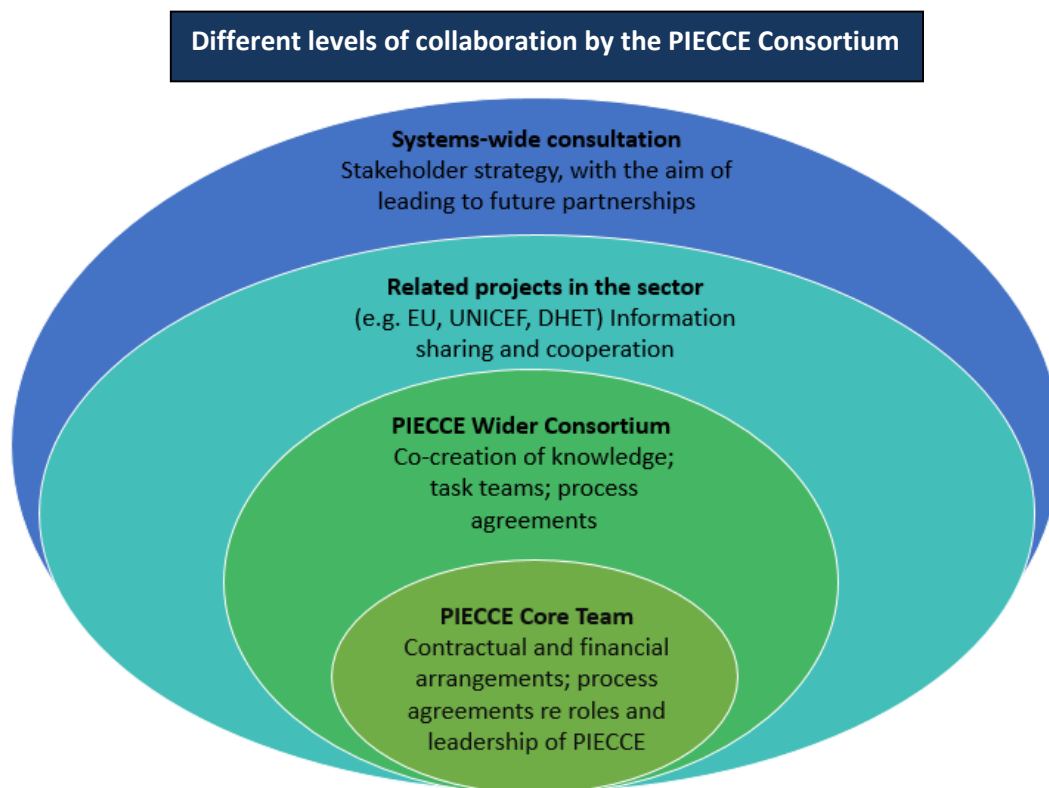 Different levels of collaboration by the PIECCE Consortium
Systems-wide consultation
Stakeholder strategy, with the aim of
leading to future partnerships
Related projects in the sector
(e.g. EU, UNICEF, DHET) Information
sharing and cooperation
PIECCE Wider Consortium
Co-creation of knowledge;
task teams; process
agreements
PIECCE Core Team
Contractual and financial
arrangements; process
agreements re roles and
leadership of PIECCE